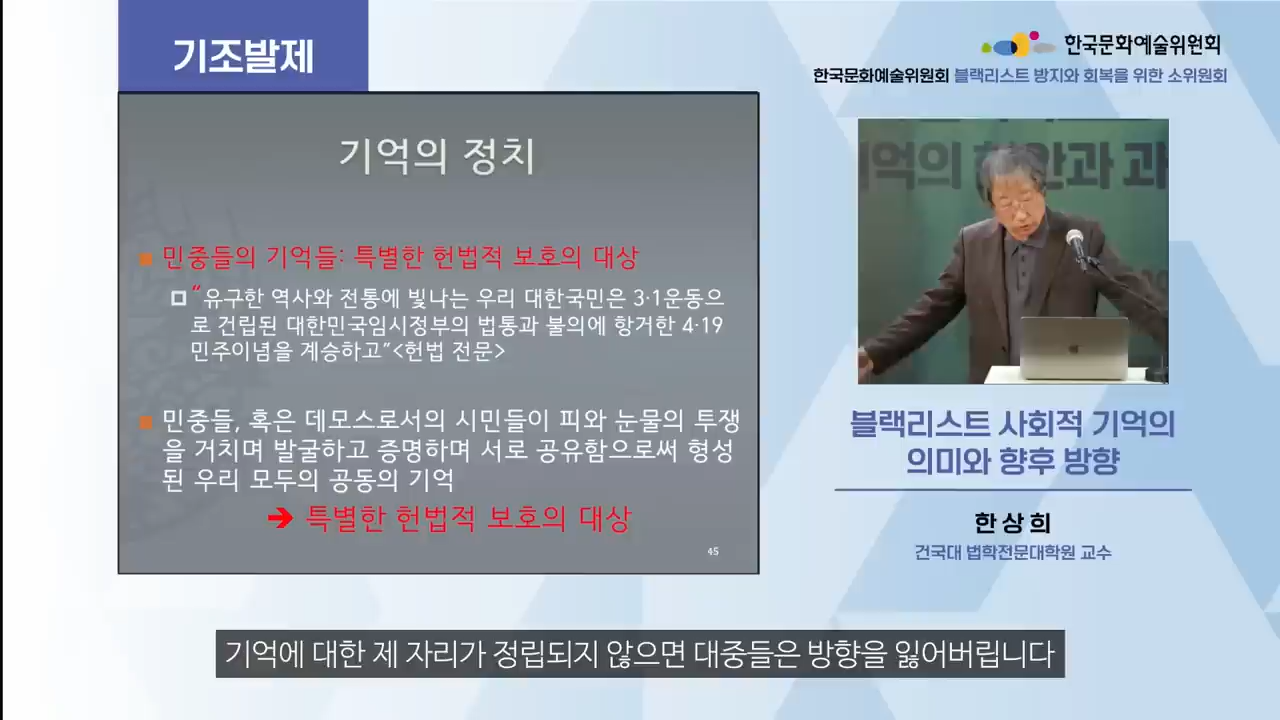 기조발제
한국문화예술위원회
한국문화예술위원회 블랙리스트 방지와 회복을 위한 소위원회
기억의 정치
민중들의 기억들: 특별한 헌법적 보호의 대상
"유구한 역사와 전통에 빛나는 우리 대한국민은 3·1운동으
로 건립된 대한민국임시정부의 법통과 불의에 항거한 4·19
민주이념을 계승하고"<헌법 전문>
민중들, 혹은 데모스로서의 시민들이 피와 눈물의 투쟁
을 거치며 발굴하고 증명하며 서로 공유함으로써 형성
된 우리 모두의 공동의 기억
➔ 특별한 헌법적 보호의 대상
45
억의 현안과 과
블랙리스트 사회적 기억의
의미와 향후 방향
한상희
건국대 법학전문대학원 교수
기억에 대한 제 자리가 정립되지 않으면 대중들은 방향을 잃어버립니다